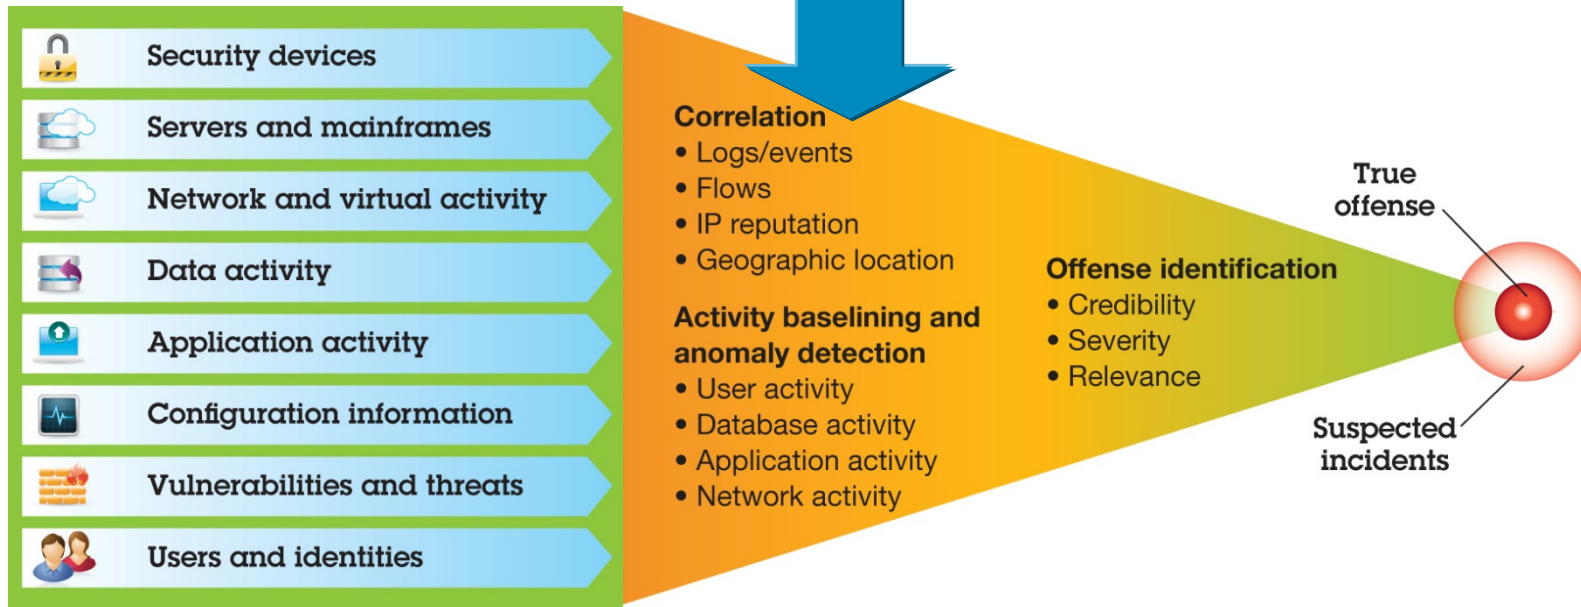 Security devices
Servers and mainframes
Network and virtual activity
Data activity
Application activity
Configuration information
Vulnerabilities and threats
Users and identities
Correlation
• Logs/events
• Flows
• IP reputation
• Geographic location
Activity baselining and
anomaly detection
• User activity
• Database activity
• Application activity
• Network activity
Offense identification
• Credibility
• Severity
• Relevance
True
offense
Suspected
incidents